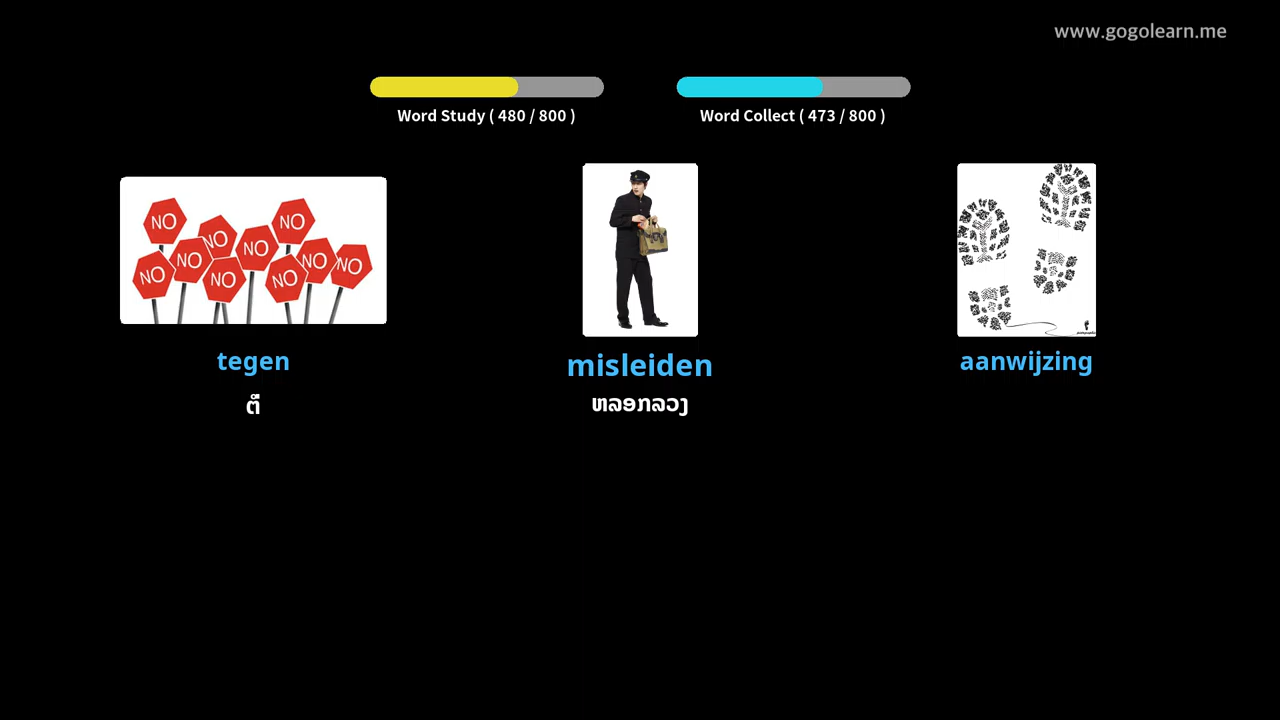 www.gogolearn.me
Word Study ( 480 / 800 )
Word Collect ( 473 / 800 )
NO
NO
NO
NO
NO
NO
NO
NO
NO
NO
tegen
misleiden
aanwijzing
ຕໍ່
ຫລອກລວງ